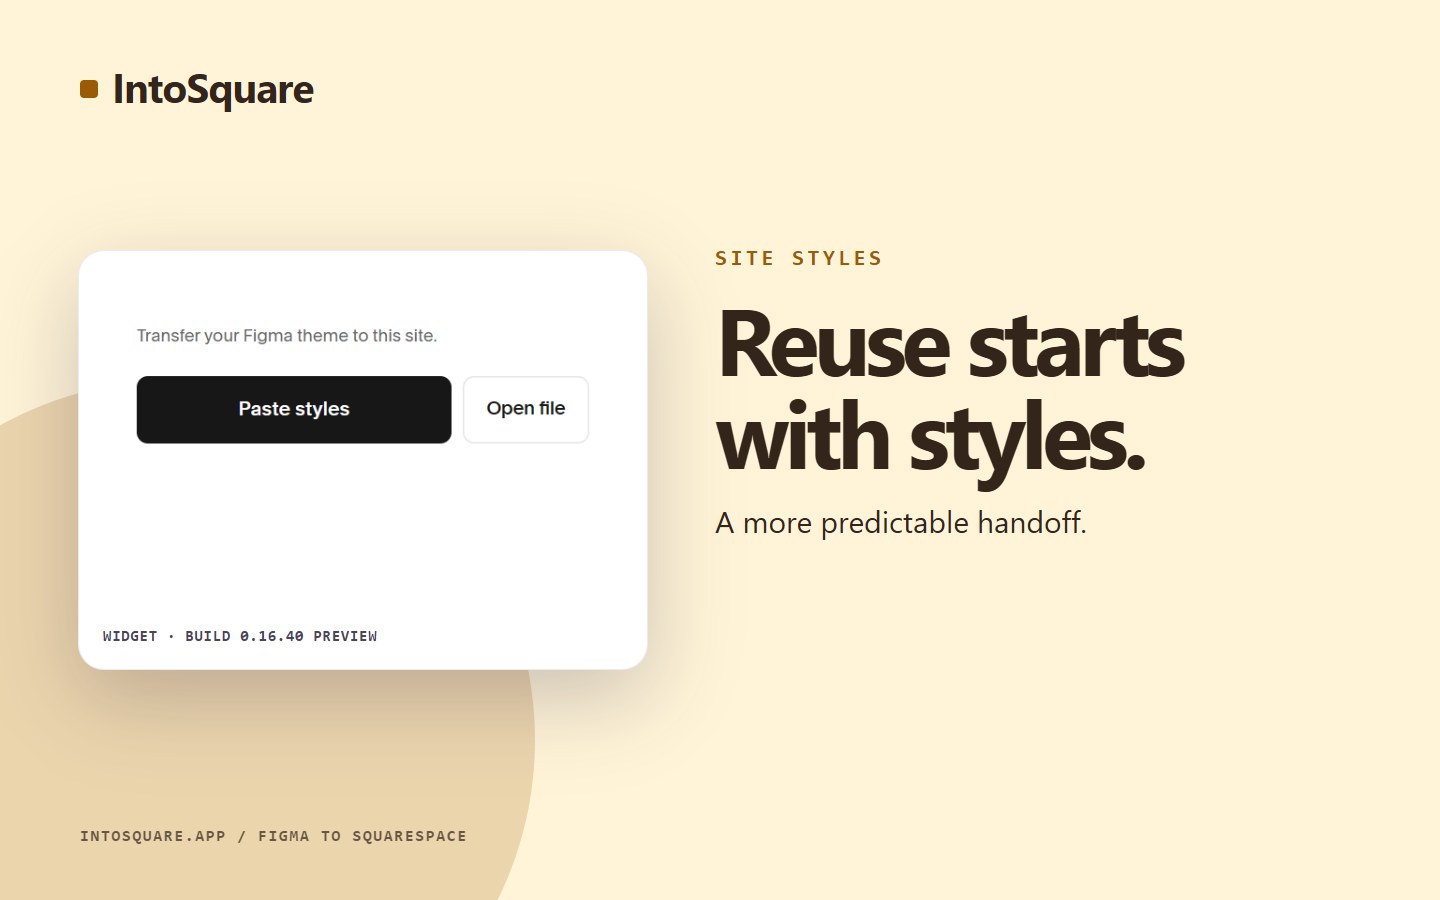 IntoSquare
Transfer your Figma theme to this site.
Paste styles
Open file
WIDGET · BUILD 0.16.40 PREVIEW
SITE STYLES
Reuse starts
with styles.
A more predictable handoff.
INTOSQUARE.APP / FIGMA TO SQUARESPACE